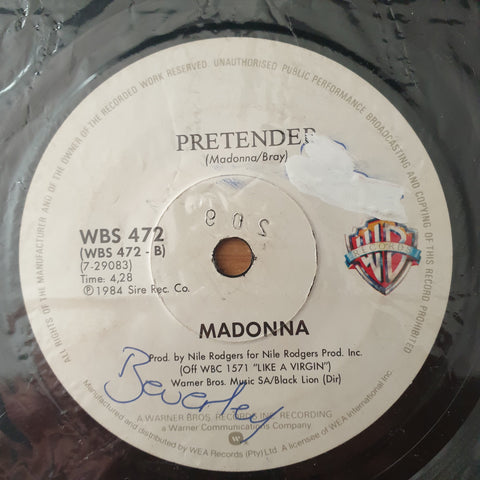 ALL RIGHTS OF THE MANUFACTURER AND OF THE OWNER OF THE RECORDED WORK RESERVED. UNAUTHORISED PUBLIC PERFORMANCE, BROADCASTING AND COPYING OF THIS RECORD PROHIBITED
PRETENDER
(Madonna/Bray)
209
WBS 472
(WBS 472 - B)
(7-29083)
Time: 4,28
℗ 1984 Sire Rec. Co.
WB
RECORDS
MADONNA
Prod. by Nile Rodgers for Nile Rodgers Prod. Inc.
(Off WBC 1571 "LIKE A VIRGIN")
Warner Bros. Music SA/Black Lion (Dir)
Beverley
A WARNER BROS. RECORDS INC. RECORDING
a Warner Communications Company
Manufactured and distributed by WEA Records (Pty) Ltd. A licensee of WEA International Inc.